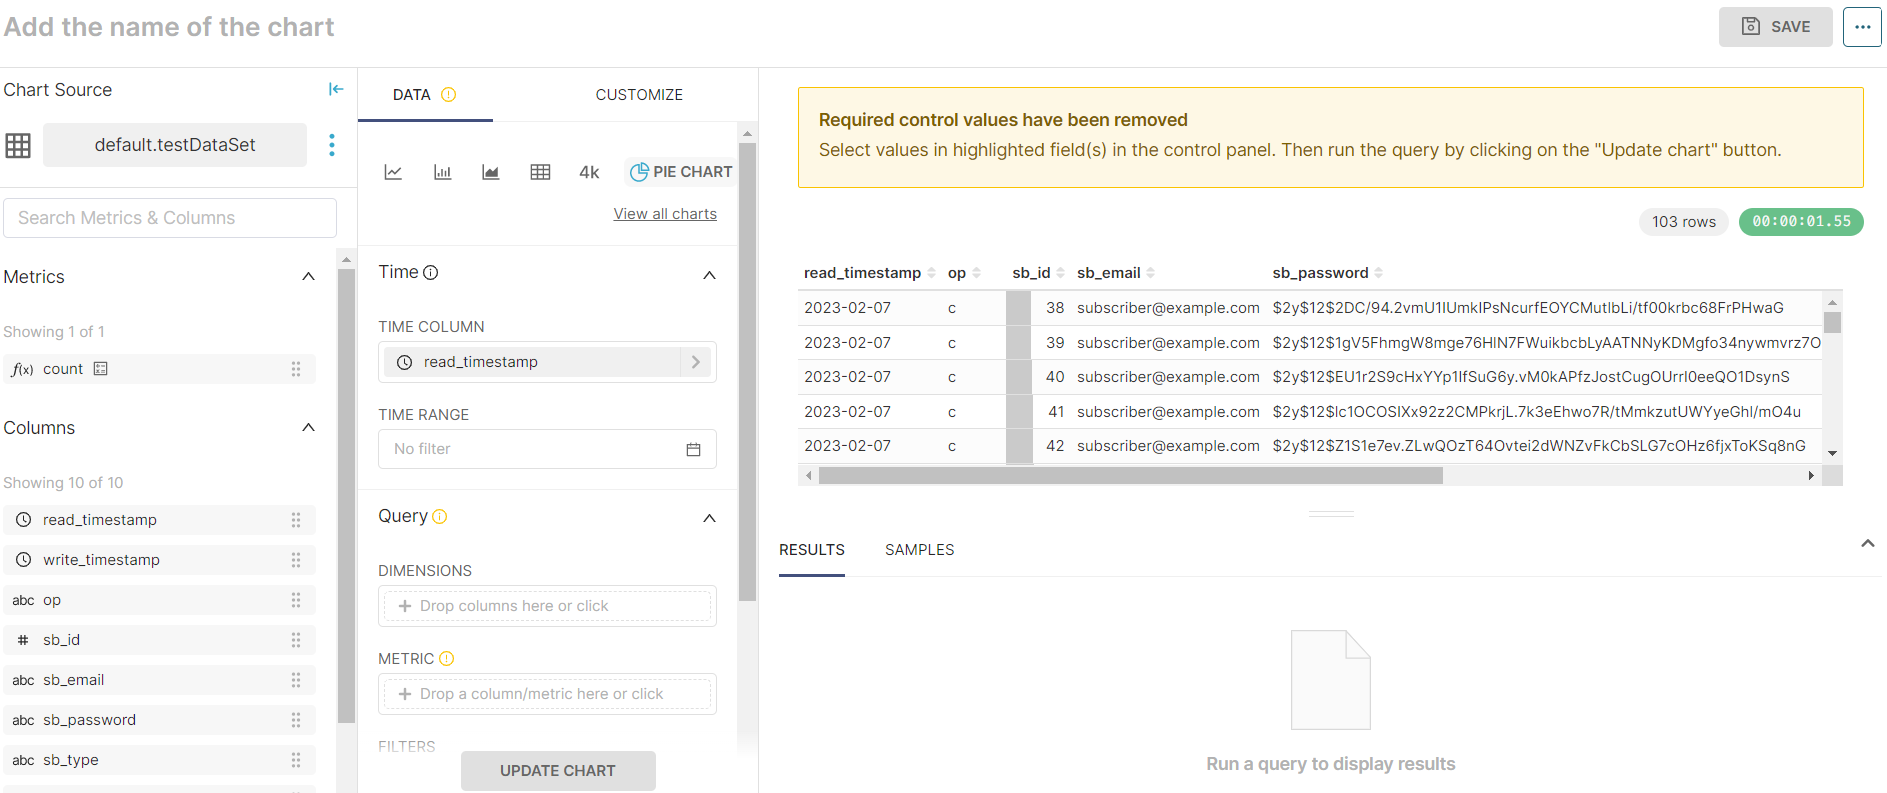 Add the name of the chart
SAVE
...
Chart Source
default.testDataSet
Search Metrics & Columns
Metrics
Showing 1 of 1
f(x) count
Columns
Showing 10 of 10
read_timestamp
write_timestamp
abc op
# sb_id
abc sb_email
abc sb_password
abc sb_type
DATA CUSTOMIZE
4k PIE CHART
View all charts
Time
TIME COLUMN
read_timestamp
TIME RANGE
No filter
Query
DIMENSIONS
+ Drop columns here or click
METRIC
+ Drop a column/metric here or click
FILTERS
UPDATE CHART
Required control values have been removed
Select values in highlighted field(s) in the control panel. Then run the query by clicking on the "Update chart" button.
103 rows 00:00:01.55
read_timestamp op sb_id sb_email sb_password
2023-02-07 c 38 subscriber@example.com $2y$12$2DC/94.2vmU1IUmkIPsNcurfEOYCMutlbLi/tf00krbc68FrPHwaG
2023-02-07 c 39 subscriber@example.com $2y$12$1gV5FhmgW8mge76HlN7FWuikbcbLyAATNNyKDMgfo34nywmvrz7O
2023-02-07 c 40 subscriber@example.com $2y$12$EU1r2S9cHxYYp1IfSuG6y.vM0kAPfzJostCugOUrrI0eeQO1DsynS
2023-02-07 c 41 subscriber@example.com $2y$12$lc1OCOSIXx92z2CMPkrjL.7k3eEhwo7R/tMmkzutUWYyeGhI/mO4u
2023-02-07 c 42 subscriber@example.com $2y$12$Z1S1e7ev.ZLwQOzT64Ovtei2dWNZvFkCbSLG7cOHz6fjxToKSq8nG
RESULTS SAMPLES
Run a query to display results